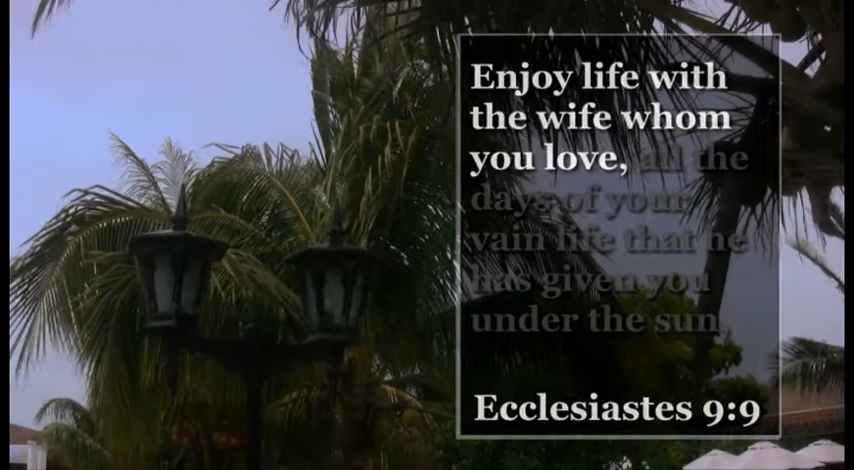 Enjoy life with
the wife whom
you love, all the
days of your
vain life that he
has given you
under the sun
Ecclesiastes 9:9